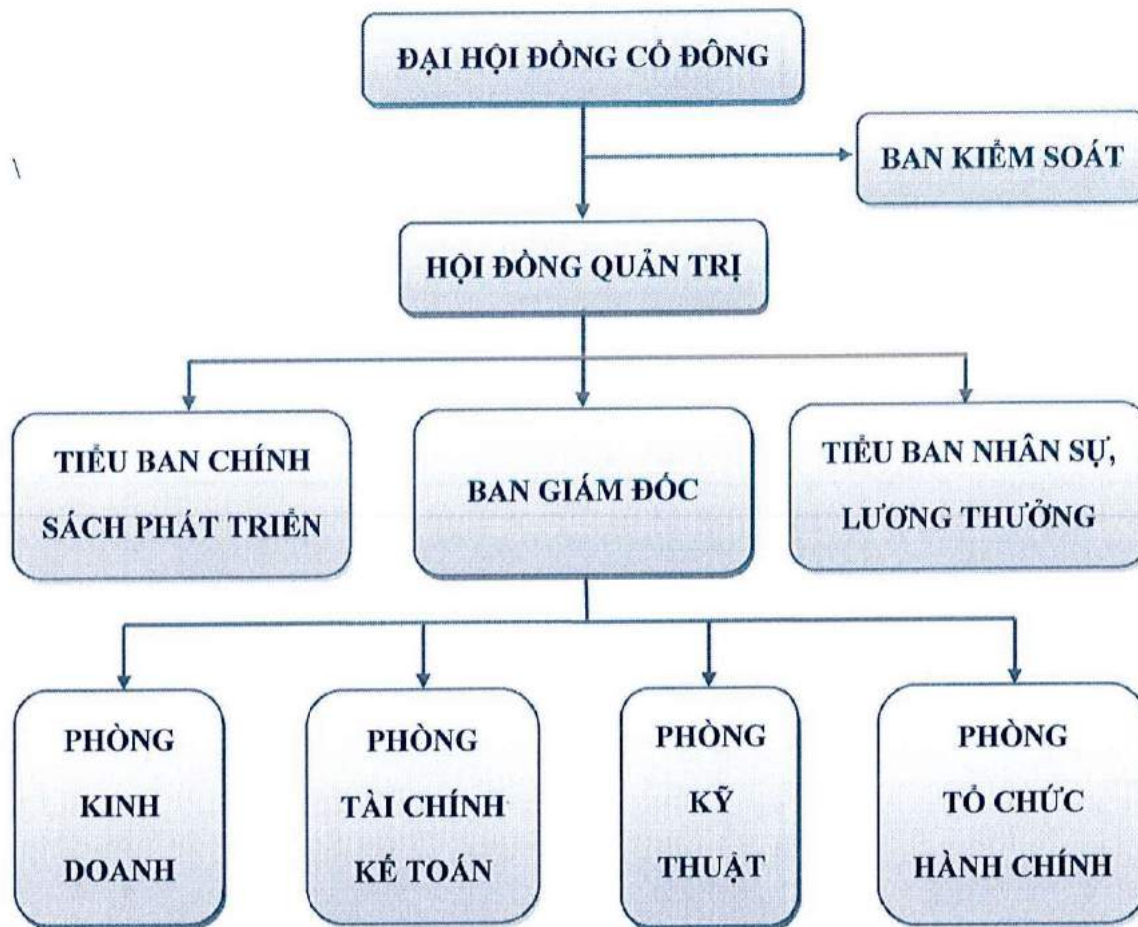 ĐẠI HỘI ĐỒNG CỔ ĐÔNG
\
BAN KIỂM SOÁT
HỘI ĐỒNG QUẢN TRỊ
TIỂU BAN CHÍNH
SÁCH PHÁT TRIỂN
BAN GIÁM ĐỐC
TIỂU BAN NHÂN SỰ,
LƯƠNG THƯỞNG
PHÒNG
KINH
DOANH
PHÒNG
TÀI CHÍNH
KẾ TOÁN
PHÒNG
KỸ
THUẬT
PHÒNG
TỔ CHỨC
HÀNH CHÍNH